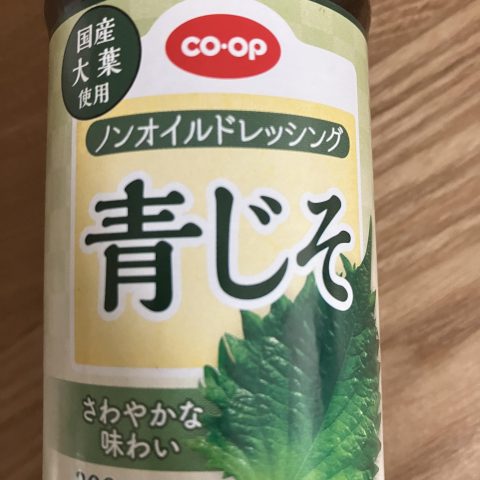 国産
大葉
使用
co·op
ノンオイルドレッシング
青じそ
さわやかな
味わい